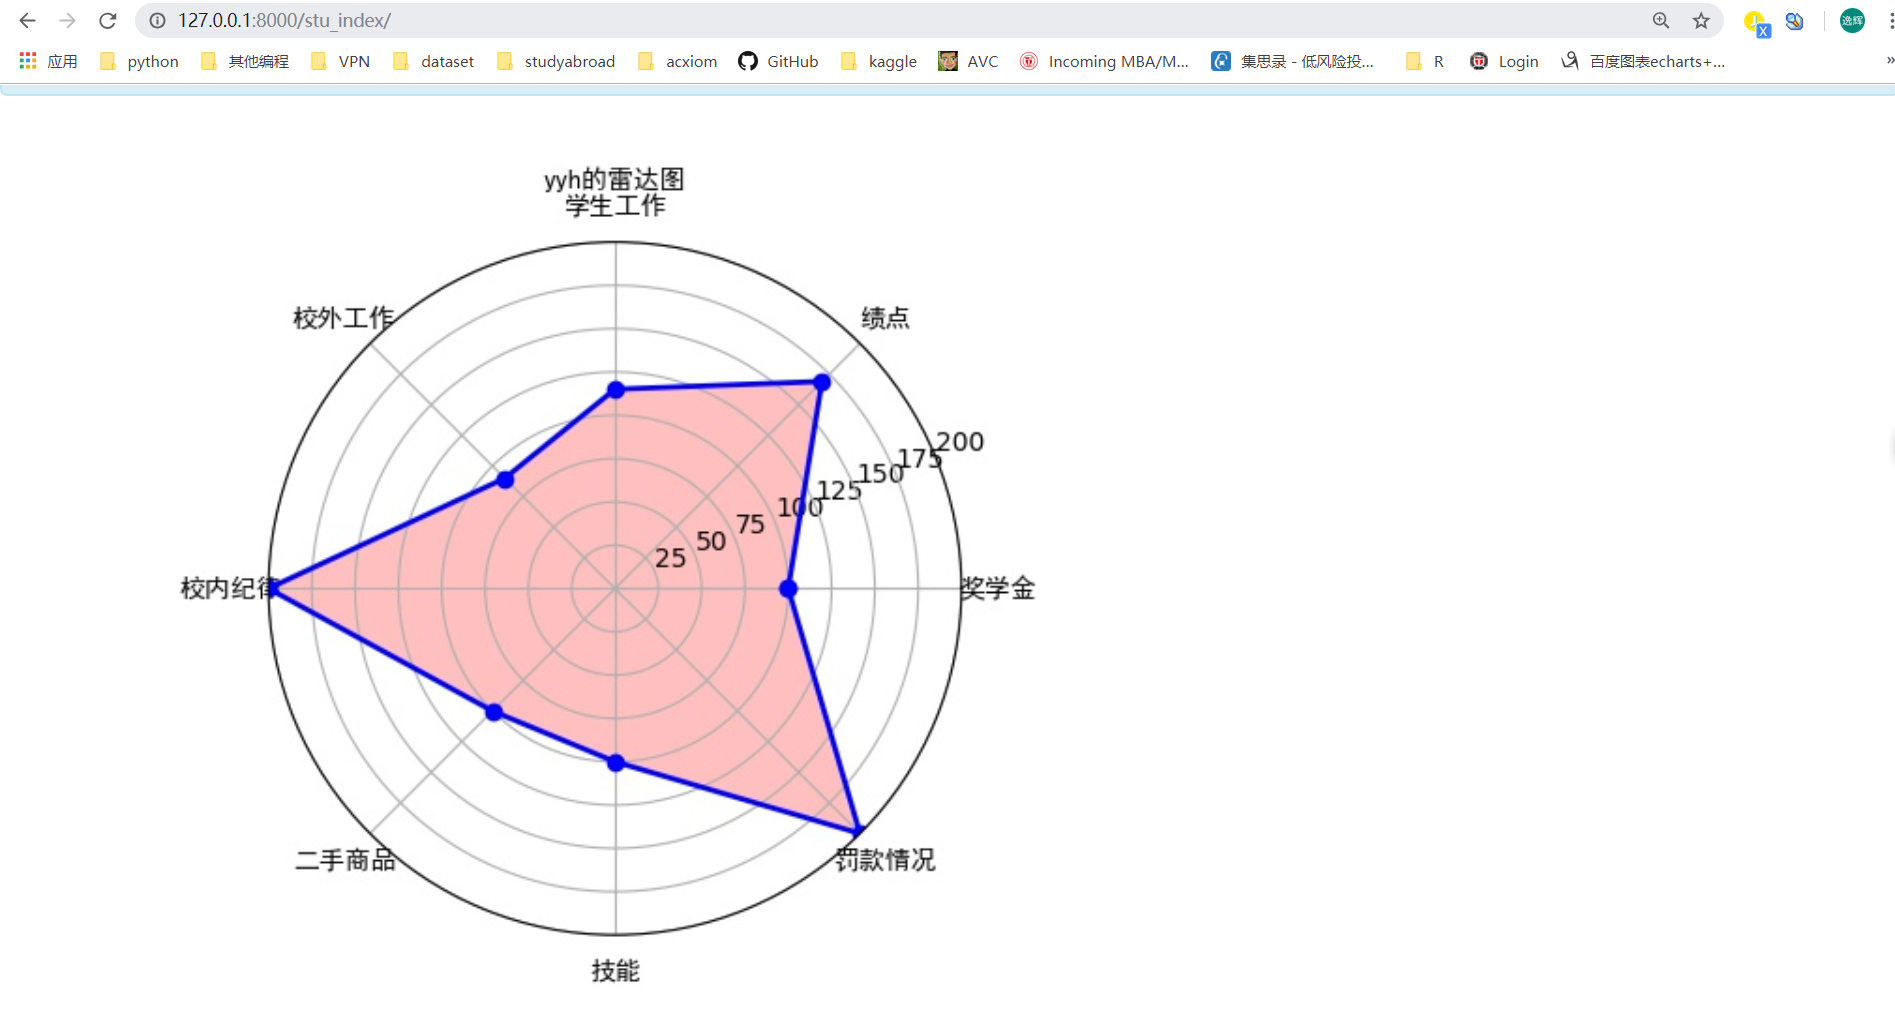 127.0.0.1:8000/stu_index/
逸辉
应用 python 其他编程 VPN dataset studyabroad acxiom GitHub kaggle AVC Incoming MBA/M... 集思录 - 低风险投... R Login 百度图表echarts+... »
yyh的雷达图
学生工作
校外工作 绩点
200
175
150
125
100
75
50
25
校内纪律 奖学金
二手商品 罚款情况
技能